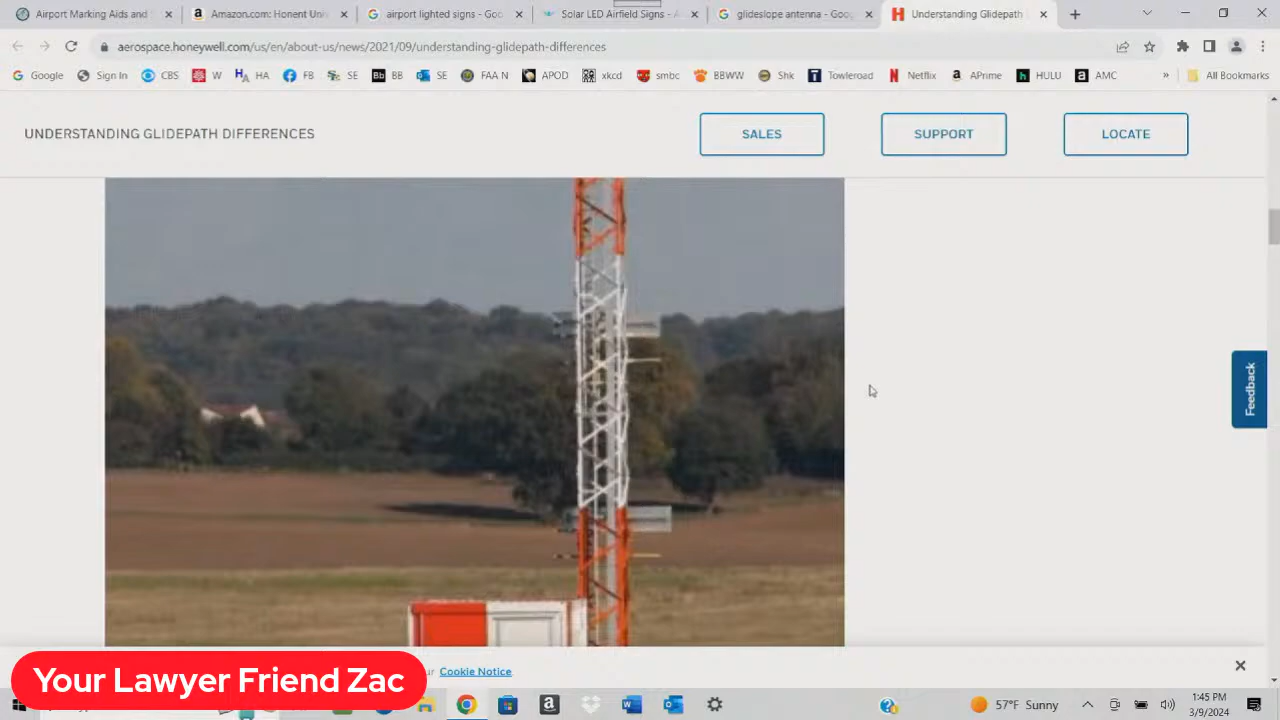 Airport Marking Aids and
Amazon.com: Honent Uni
airport lighted signs - Goo
Solar LED Airfield Signs - A
glideslope antenna - Goog
Understanding Glidepath
aerospace.honeywell.com/us/en/about-us/news/2021/09/understanding-glidepath-differences
Google Sign In CBS W HA FB SE BB SE FAA N APOD xkcd smbc BBWW Shk Towleroad Netflix APrime HULU AMC » All Bookmarks
UNDERSTANDING GLIDEPATH DIFFERENCES
SALES
SUPPORT
LOCATE
Feedback
our Cookie Notice.
Your Lawyer Friend Zac
57°F Sunny
1:45 PM
3/9/2024